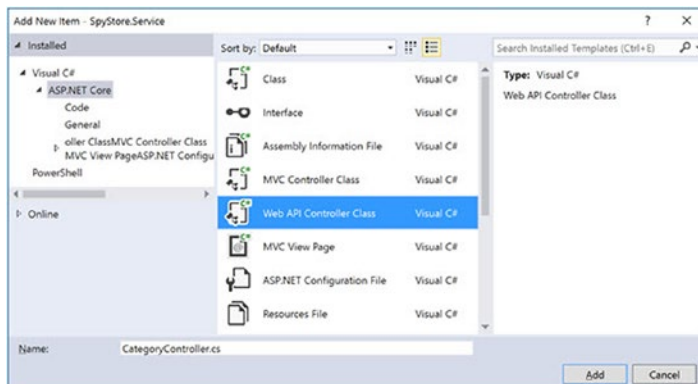 Add New Item - SpyStore.Service
? X
Installed
Sort by: Default
Search Installed Templates (Ctrl+E)
Visual C#
ASP.NET Core
Code
General
oller ClassMVC Controller Class
MVC View PageASP.NET Configu
PowerShell
Online
Class Visual C#
Interface Visual C#
Assembly Information File Visual C#
MVC Controller Class Visual C#
Web API Controller Class Visual C#
MVC View Page Visual C#
ASP.NET Configuration File Visual C#
Resources File Visual C#
Type: Visual C#
Web API Controller Class
Name: CategoryController.cs
Add Cancel